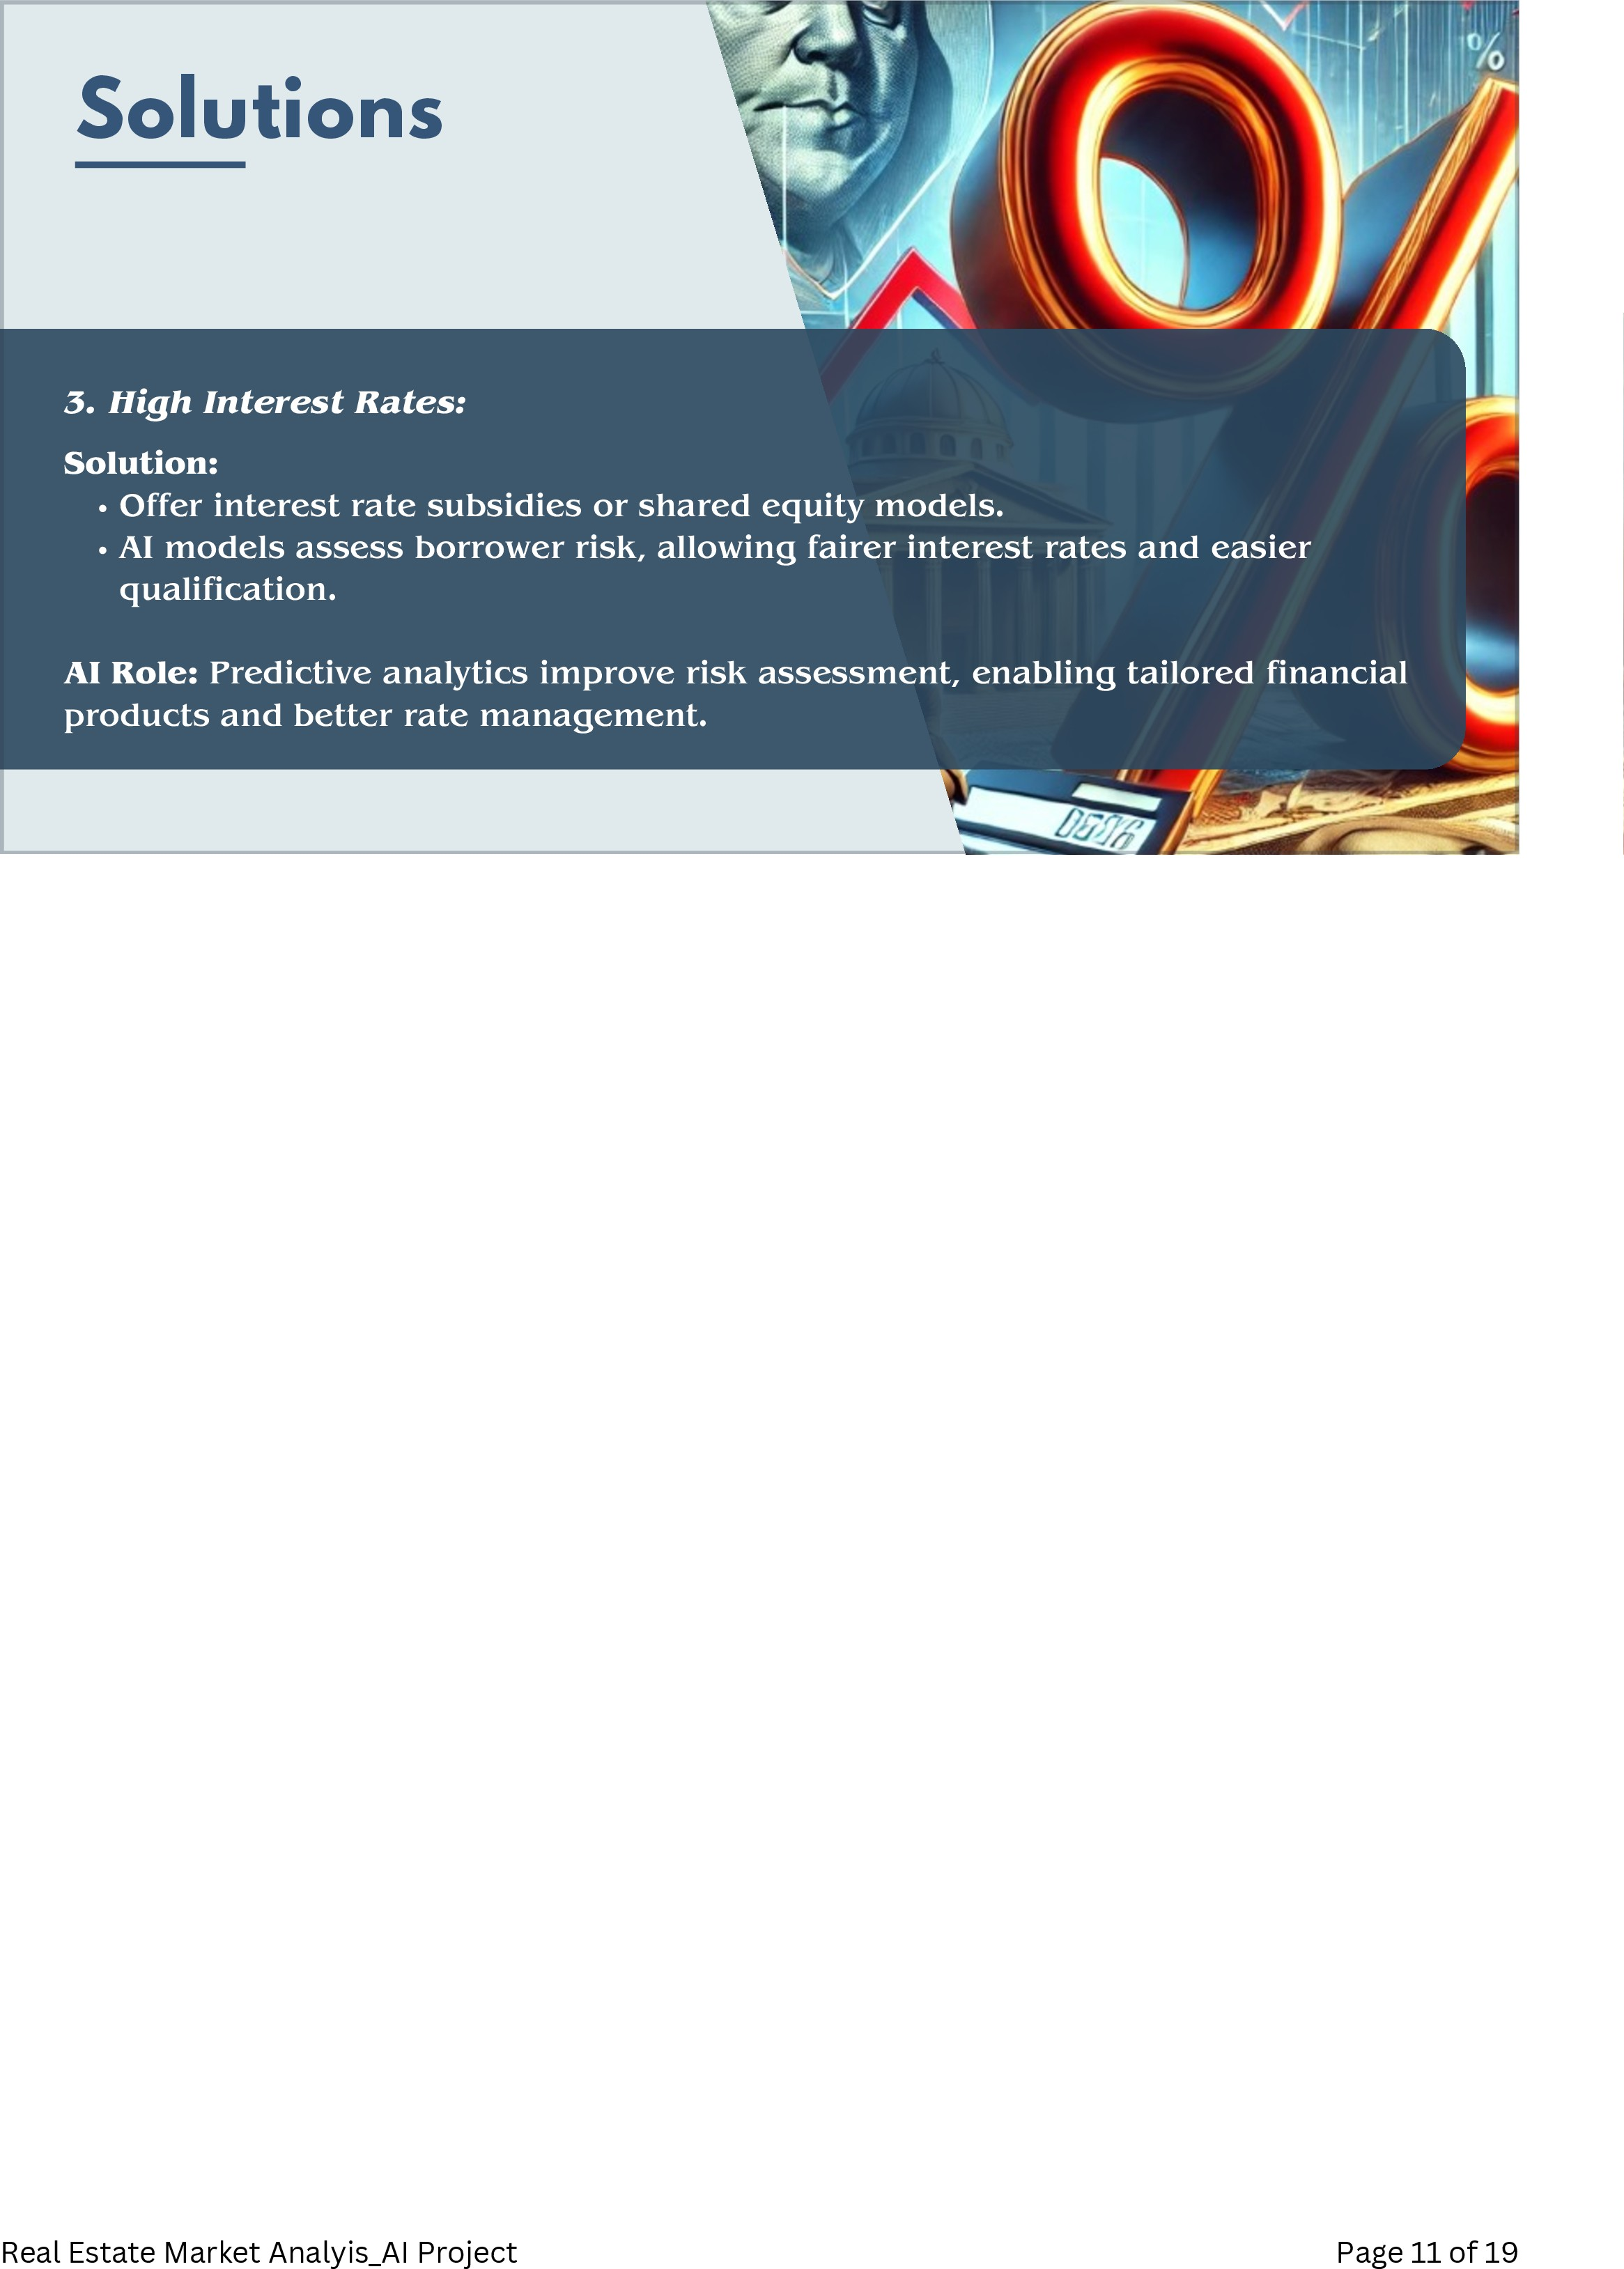 Solutions
%
3. High Interest Rates:
Solution:
• Offer interest rate subsidies or shared equity models.
• AI models assess borrower risk, allowing fairer interest rates and easier
qualification.
AI Role: Predictive analytics improve risk assessment, enabling tailored financial
products and better rate management.
Real Estate Market Analyis_AI Project
Page 11 of 19